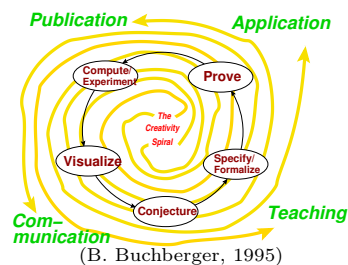 Publication
Application
Compute/
Experiment
Prove
The
Creativity
Spiral
Visualize
Specify/
Formalize
Conjecture
Com–
munication
Teaching
(B. Buchberger, 1995)